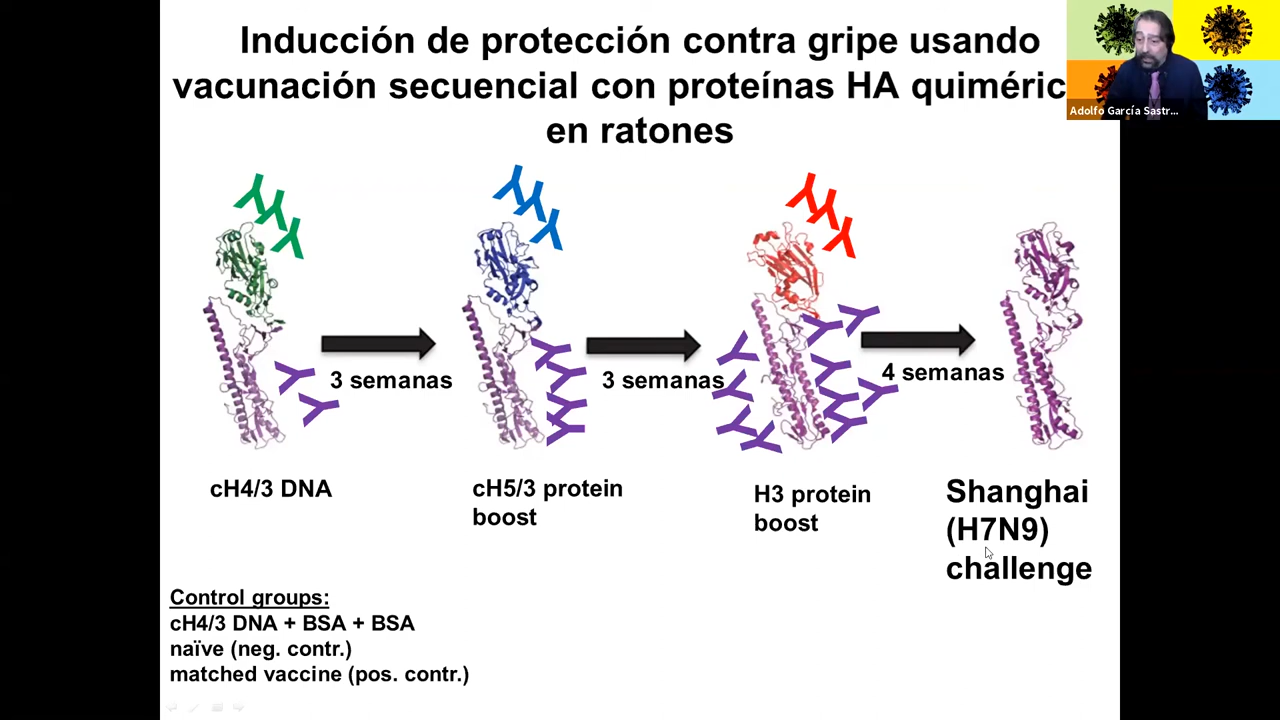 Inducción de protección contra gripe usando
vacunación secuencial con proteínas HA quiméric
en ratones
Adolfo García Sastr...
3 semanas
3 semanas
4 semanas
cH4/3 DNA
cH5/3 protein
boost
H3 protein
boost
Shanghai
(H7N9)
challenge
Control groups:
cH4/3 DNA + BSA + BSA
naïve (neg. contr.)
matched vaccine (pos. contr.)